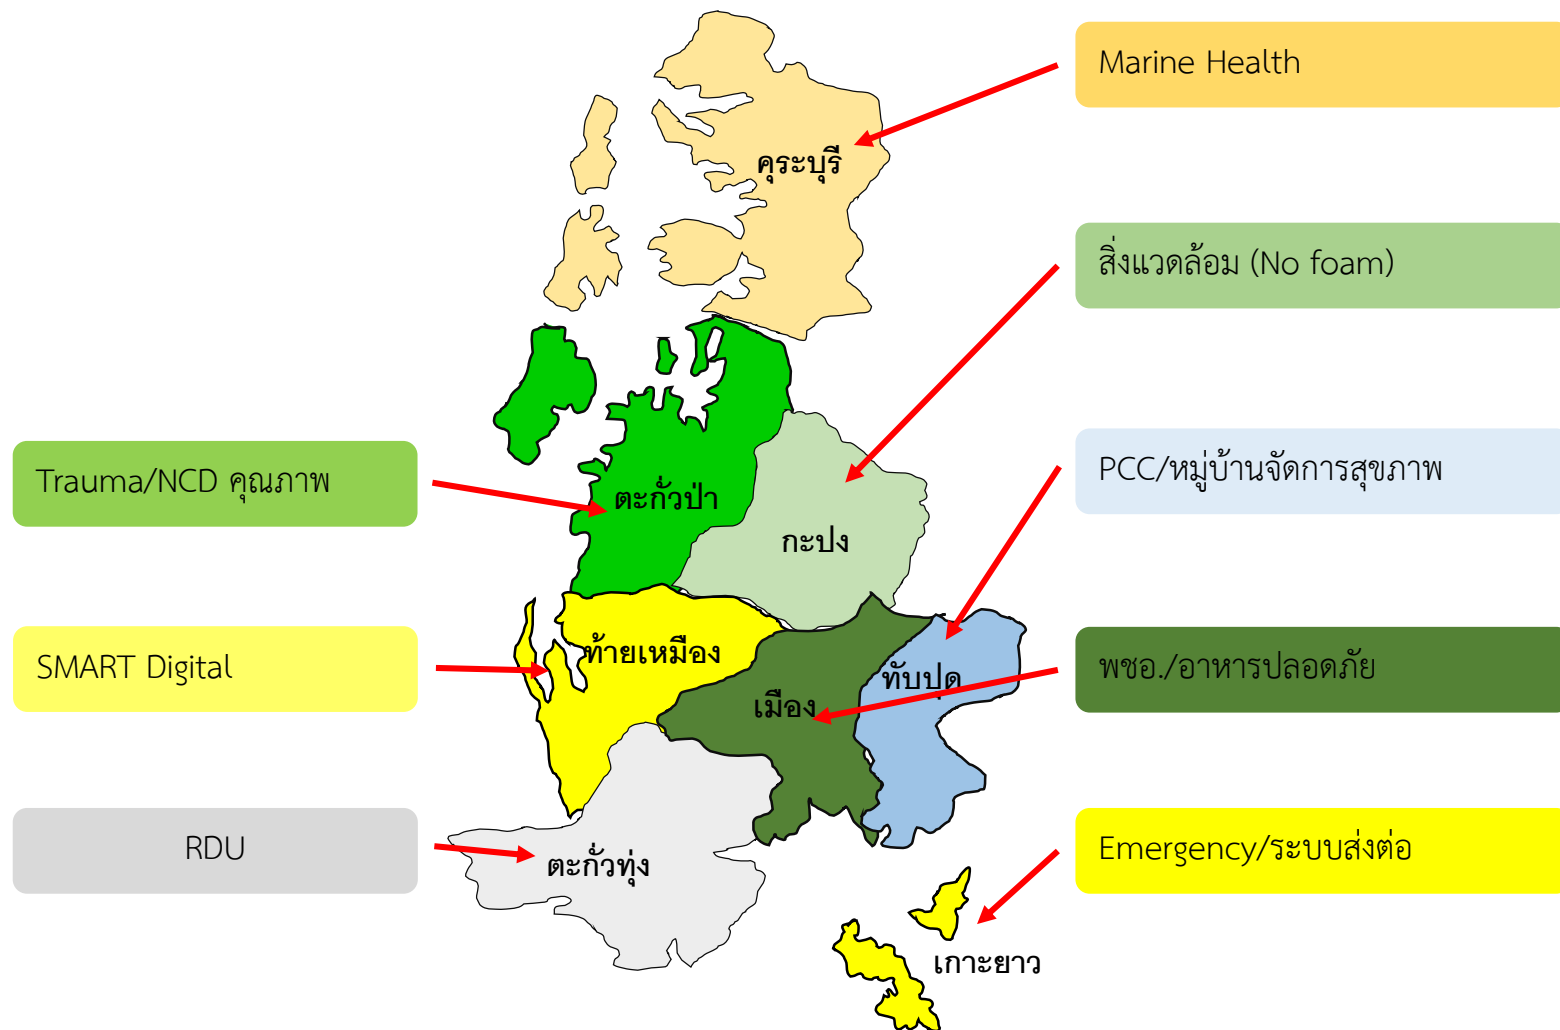 Marine Health
คุระบุรี
สิ่งแวดล้อม (No foam)
Trauma/NCD คุณภาพ
ตะกั่วป่า
PCC/หมู่บ้านจัดการสุขภาพ
กะปง
SMART Digital
ท้ายเหมือง
ทับปุด
พชอ./อาหารปลอดภัย
เมือง
RDU
ตะกั่วทุ่ง
Emergency/ระบบส่งต่อ
เกาะยาว